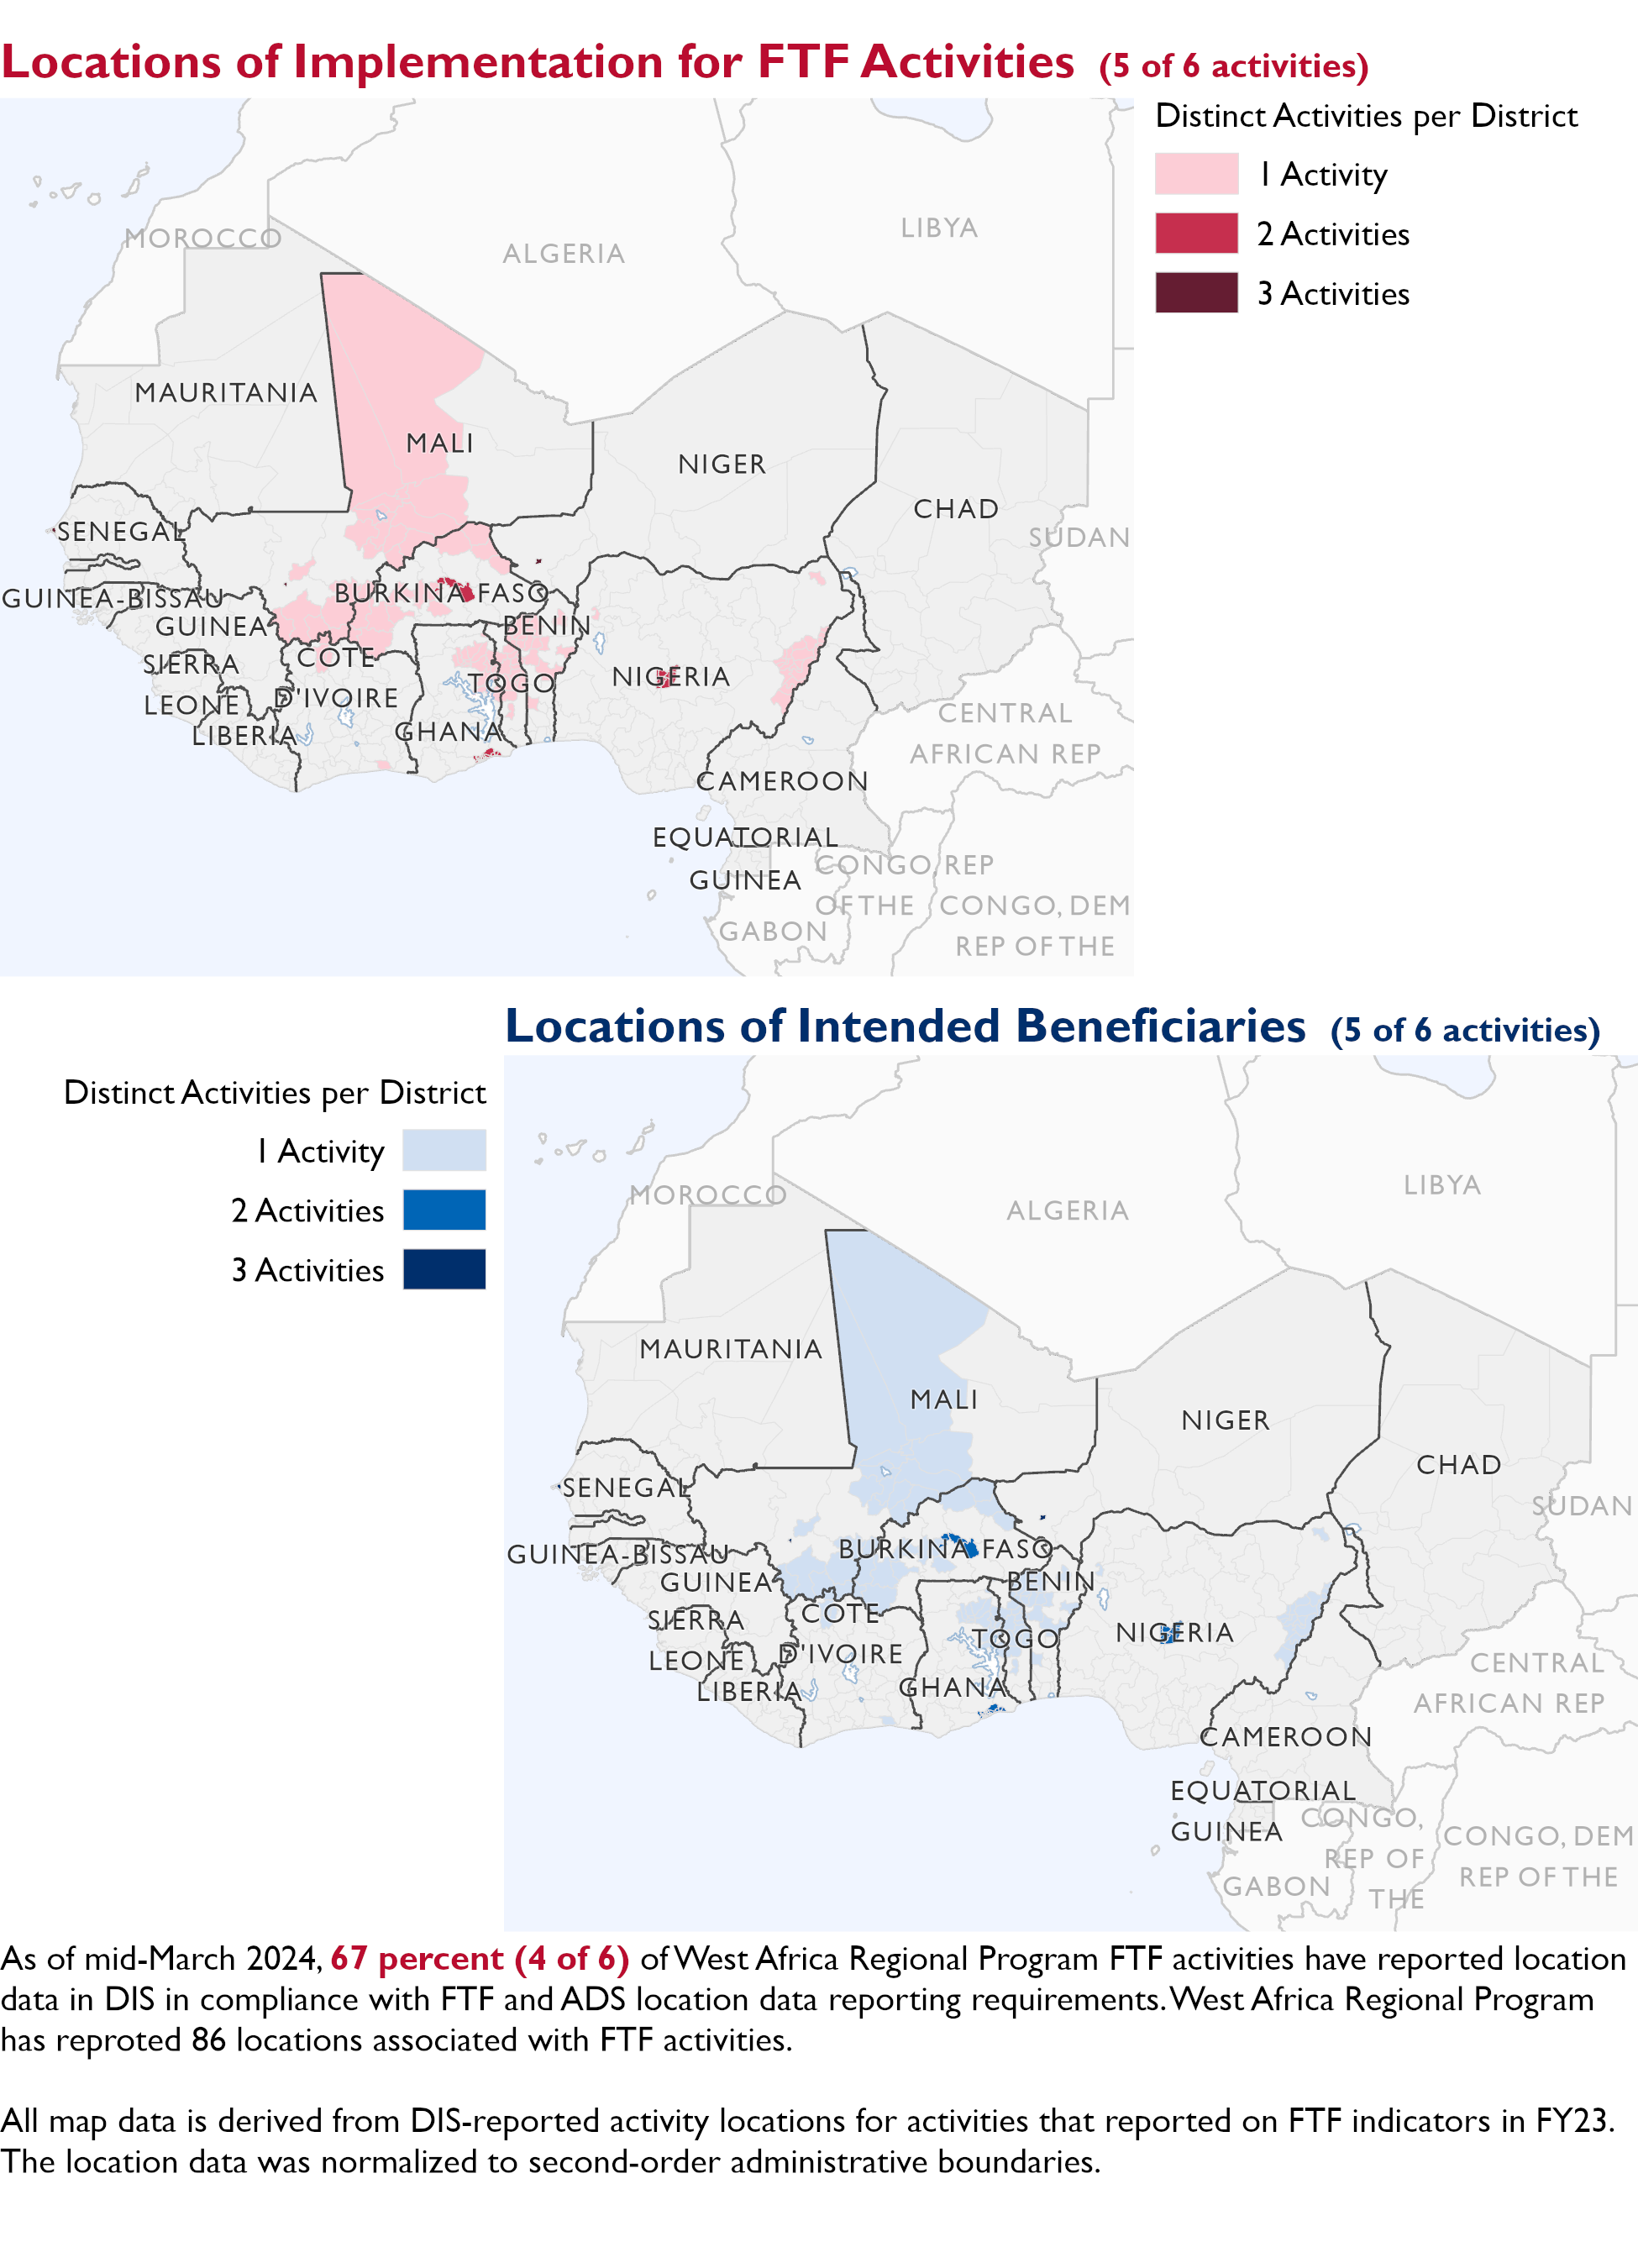 Locations of Implementation for FTF Activities (5 of 6 activities)
Distinct Activities per District
1 Activity
2 Activities
3 Activities
MOROCCO
ALGERIA
LIBYA
MAURITANIA
MALI
NIGER
CHAD
SUDAN
SENEGAL
GUINEA-BISSAU
GUINEA
BURKINA FASO
BENIN
SIERRA
LEONE
COTE
D'IVOIRE
LIBERIA
GHANA
TOGO
NIGERIA
CENTRAL
AFRICAN REP
CAMEROON
EQUATORIAL
GUINEA
CONGO, REP
OF THE
GABON
CONGO, DEM
REP OF THE
Locations of Intended Beneficiaries (5 of 6 activities)
Distinct Activities per District
1 Activity
2 Activities
3 Activities
MOROCCO
ALGERIA
LIBYA
MAURITANIA
MALI
NIGER
CHAD
SUDAN
SENEGAL
GUINEA-BISSAU
GUINEA
BURKINA FASO
BENIN
SIERRA
LEONE
COTE
D'IVOIRE
LIBERIA
GHANA
TOGO
NIGERIA
CENTRAL
AFRICAN REP
CAMEROON
EQUATORIAL
GUINEA
CONGO,
REP OF
THE
GABON
CONGO, DEM
REP OF THE
As of mid-March 2024, 67 percent (4 of 6) of West Africa Regional Program FTF activities have reported location
data in DIS in compliance with FTF and ADS location data reporting requirements. West Africa Regional Program
has reproted 86 locations associated with FTF activities.
All map data is derived from DIS-reported activity locations for activities that reported on FTF indicators in FY23.
The location data was normalized to second-order administrative boundaries.